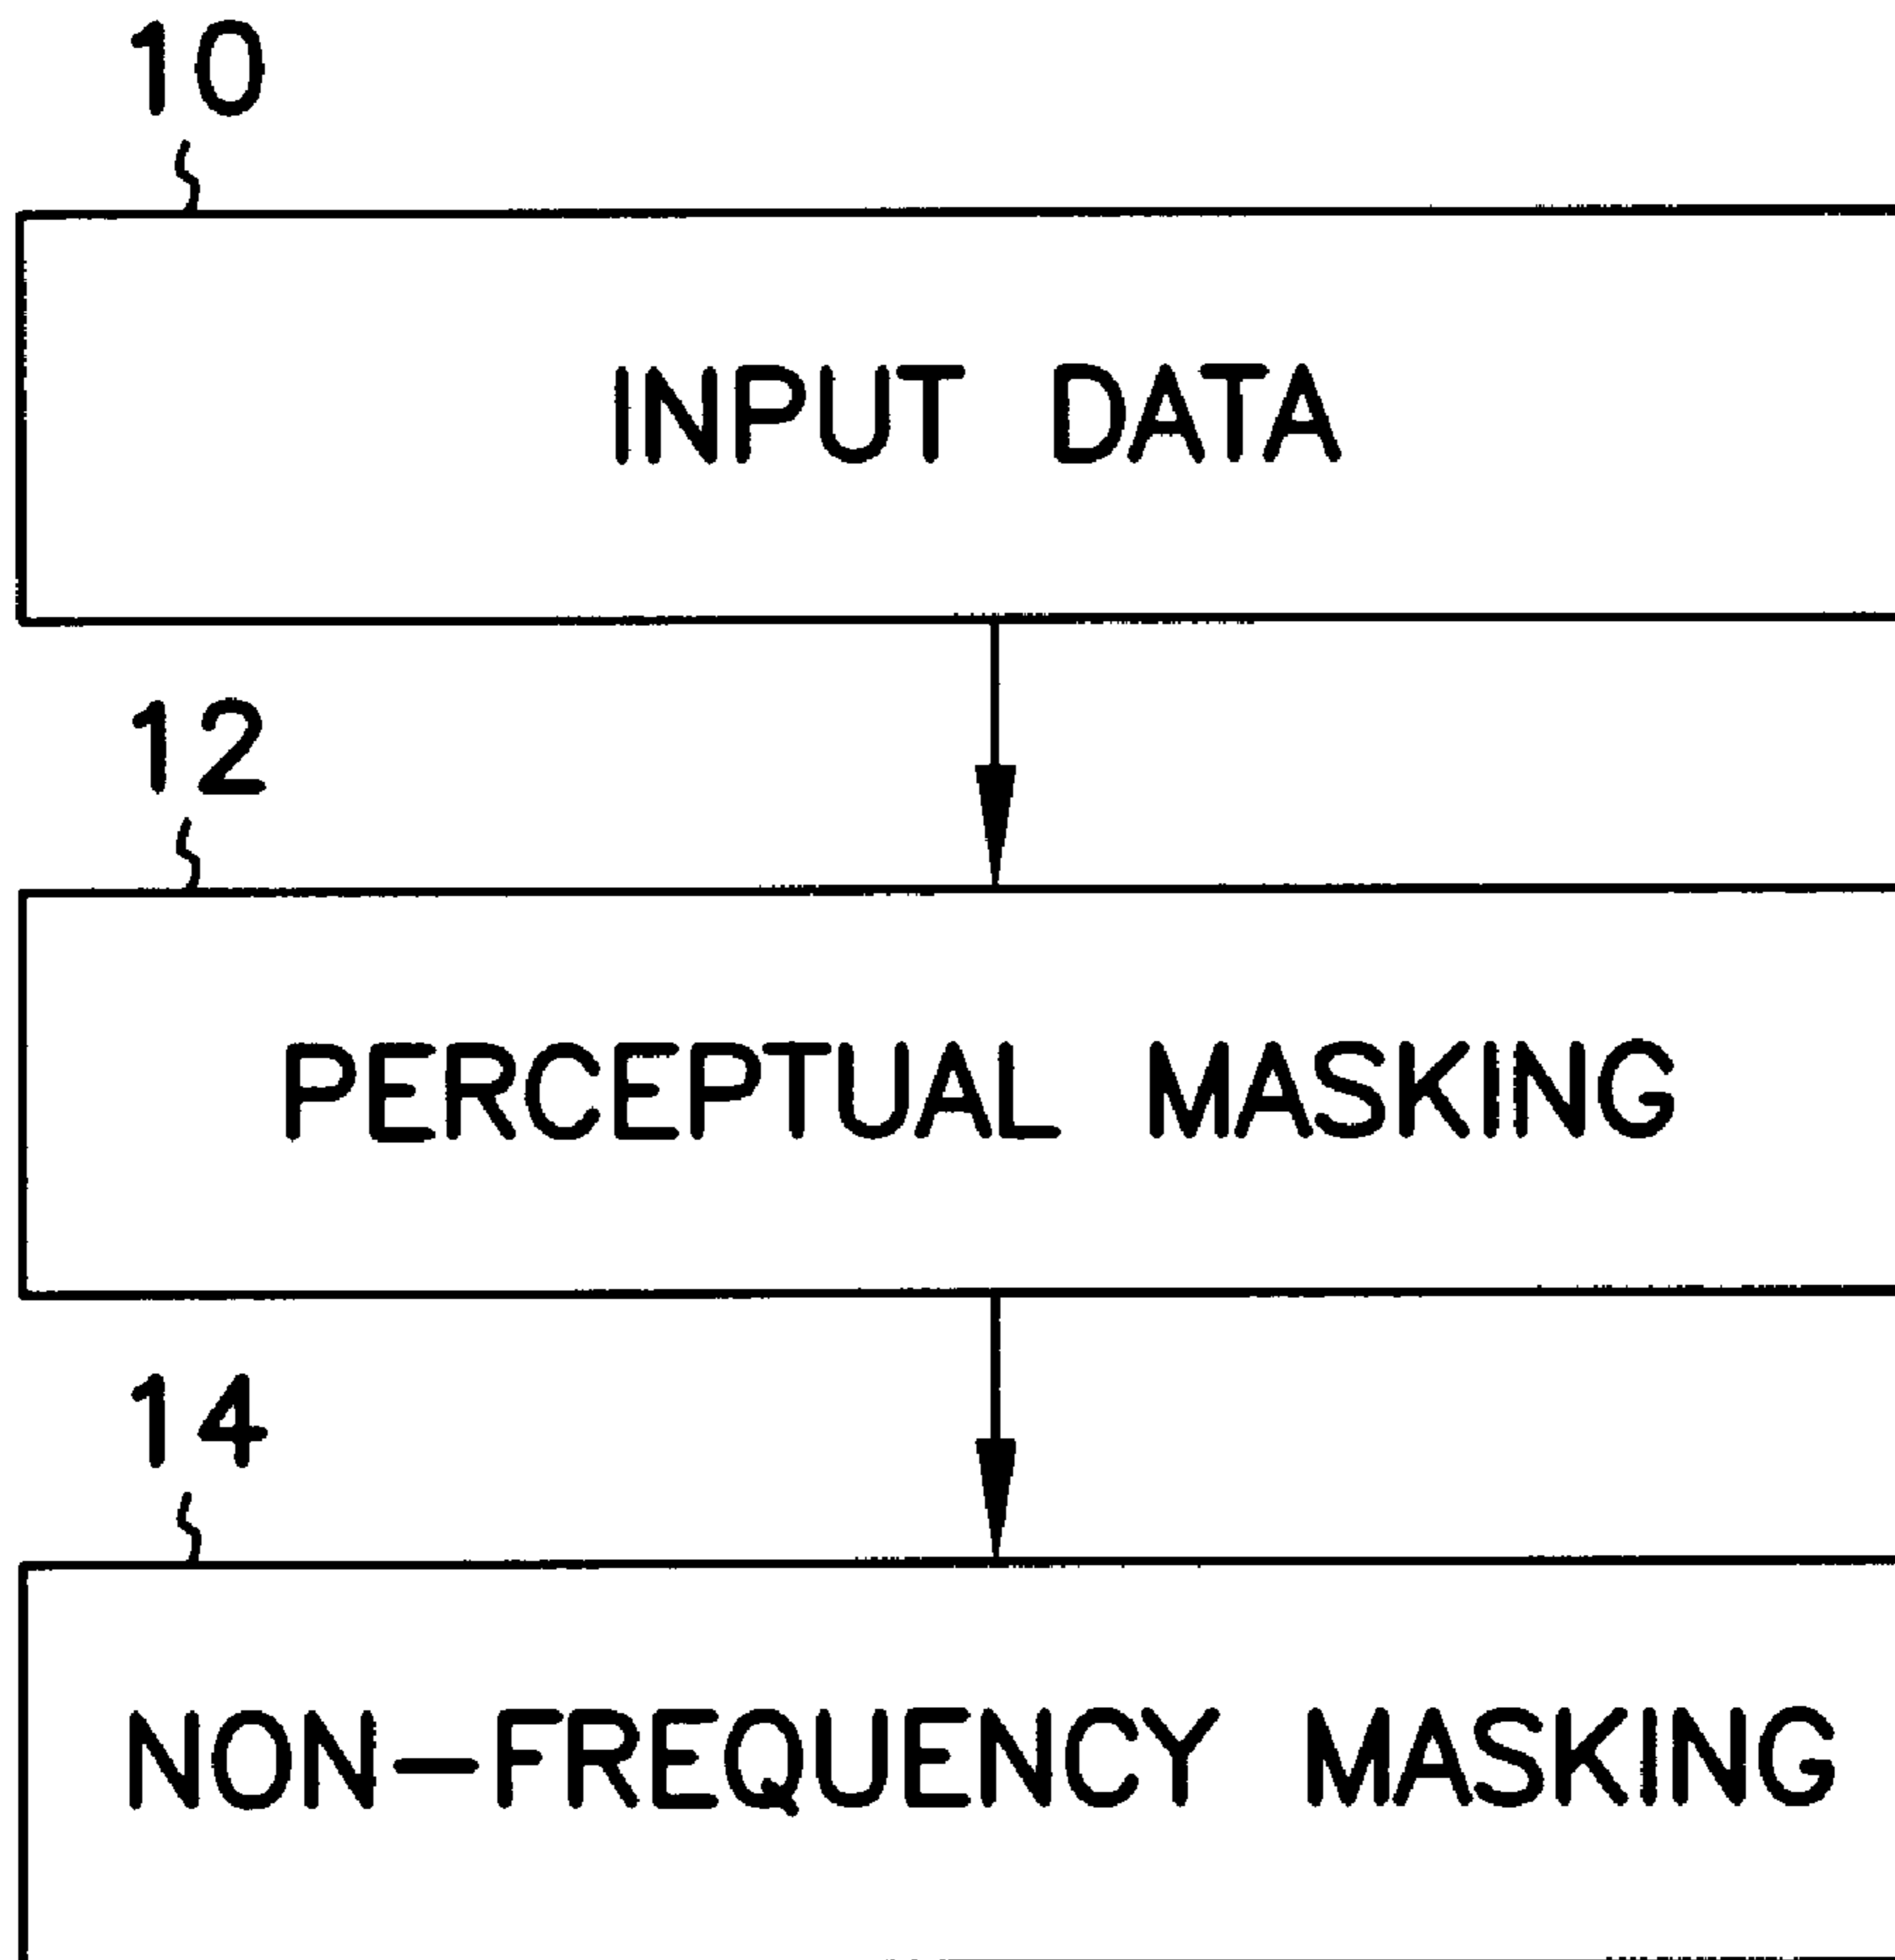 10
INPUT DATA
12
PERCEPTUAL MASKING
14
NON-FREQUENCY MASKING